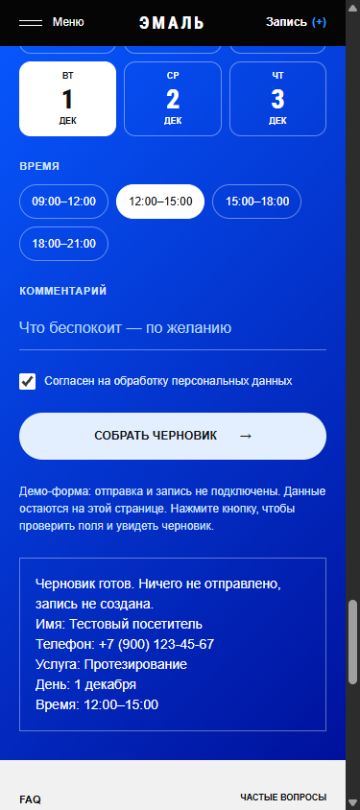 Меню
ЭМАЛЬ
Запись (+)
ВТ
1
ДЕК
СР
2
ДЕК
ЧТ
3
ДЕК
ВРЕМЯ
09:00–12:00
12:00–15:00
15:00–18:00
18:00–21:00
КОММЕНТАРИЙ
Что беспокоит — по желанию
Согласен на обработку персональных данных
СОБРАТЬ ЧЕРНОВИК →
Демо-форма: отправка и запись не подключены. Данные
остаются на этой странице. Нажмите кнопку, чтобы
проверить поля и увидеть черновик.
Черновик готов. Ничего не отправлено,
запись не создана.
Имя: Тестовый посетитель
Телефон: +7 (900) 123-45-67
Услуга: Протезирование
День: 1 декабря
Время: 12:00–15:00
FAQ
ЧАСТЫЕ ВОПРОСЫ